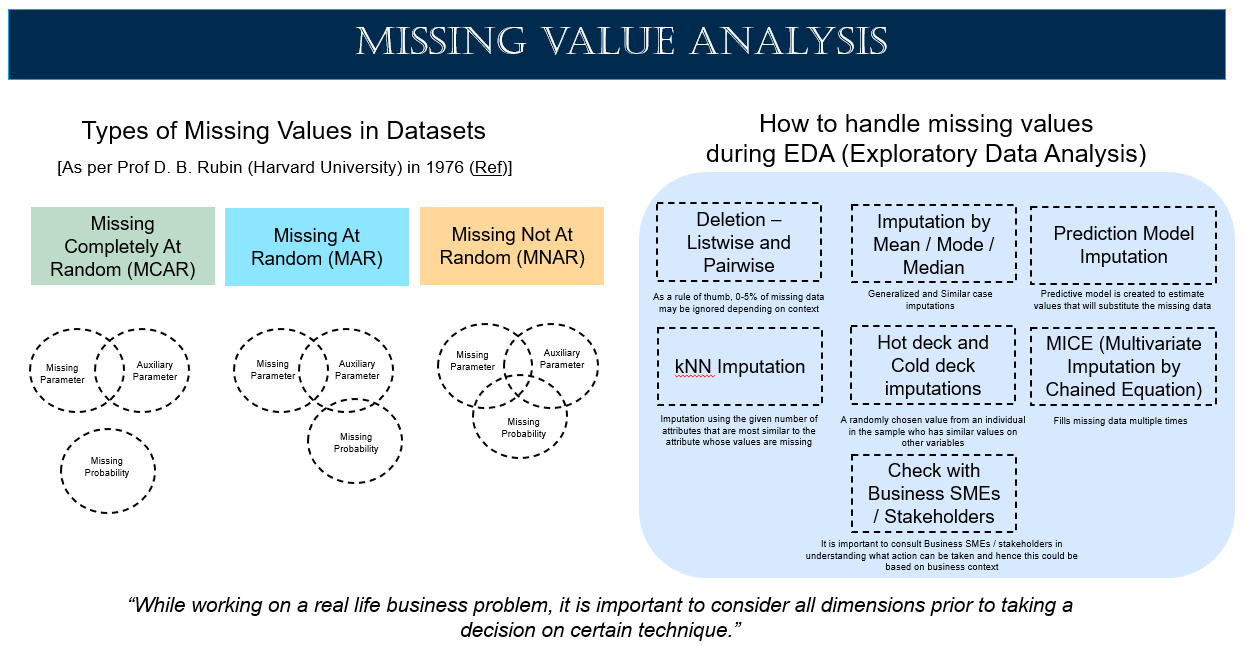 MISSING VALUE ANALYSIS
Types of Missing Values in Datasets
[As per Prof D. B. Rubin (Harvard University) in 1976 (Ref)]
Missing
Completely At
Random (MCAR)
Missing At
Random (MAR)
Missing Not At
Random (MNAR)
Missing
Parameter
Auxiliary
Parameter
Missing
Probability
Missing
Parameter
Auxiliary
Parameter
Missing
Probability
Missing
Parameter
Auxiliary
Parameter
Missing
Probability
How to handle missing values
during EDA (Exploratory Data Analysis)
Deletion –
Listwise and
Pairwise
As a rule of thumb, 0-5% of missing data
may be ignored depending on context
Imputation by
Mean / Mode /
Median
Generalized and Similar case
imputations
Prediction Model
Imputation
Predictive model is created to estimate
values that will substitute the missing data
kNN Imputation
Imputation using the given number of
attributes that are most similar to the
attribute whose values are missing
Hot deck and
Cold deck
imputations
A randomly chosen value from an individual
in the sample who has similar values on
other variables
MICE (Multivariate
Imputation by
Chained Equation)
Fills missing data multiple times
Check with
Business SMEs
/ Stakeholders
It is important to consult Business SMEs / stakeholders in
understanding what action can be taken and hence this could be
based on business context
“While working on a real life business problem, it is important to consider all dimensions prior to taking a
decision on certain technique.”